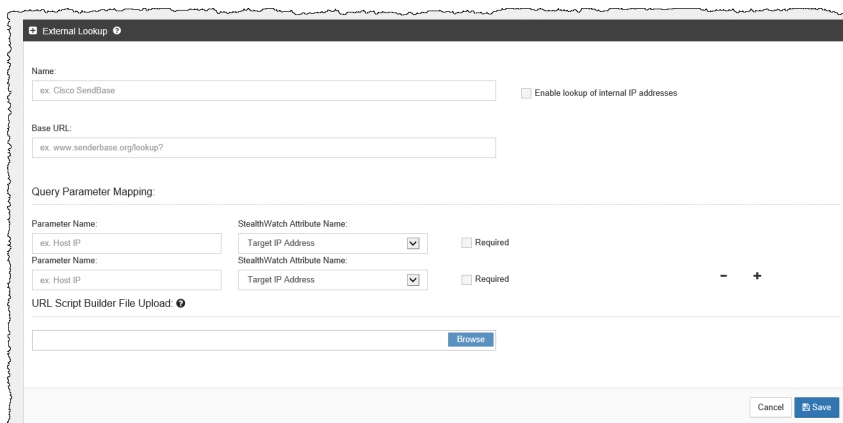 External Lookup
Name:
ex. Cisco SendBase
Enable lookup of internal IP addresses
Base URL:
ex. www.senderbase.org/lookup?
Query Parameter Mapping:
Parameter Name: StealthWatch Attribute Name:
ex. Host IP Target IP Address Required
Parameter Name: StealthWatch Attribute Name:
ex. Host IP Target IP Address Required
URL Script Builder File Upload:
Browse
Cancel Save